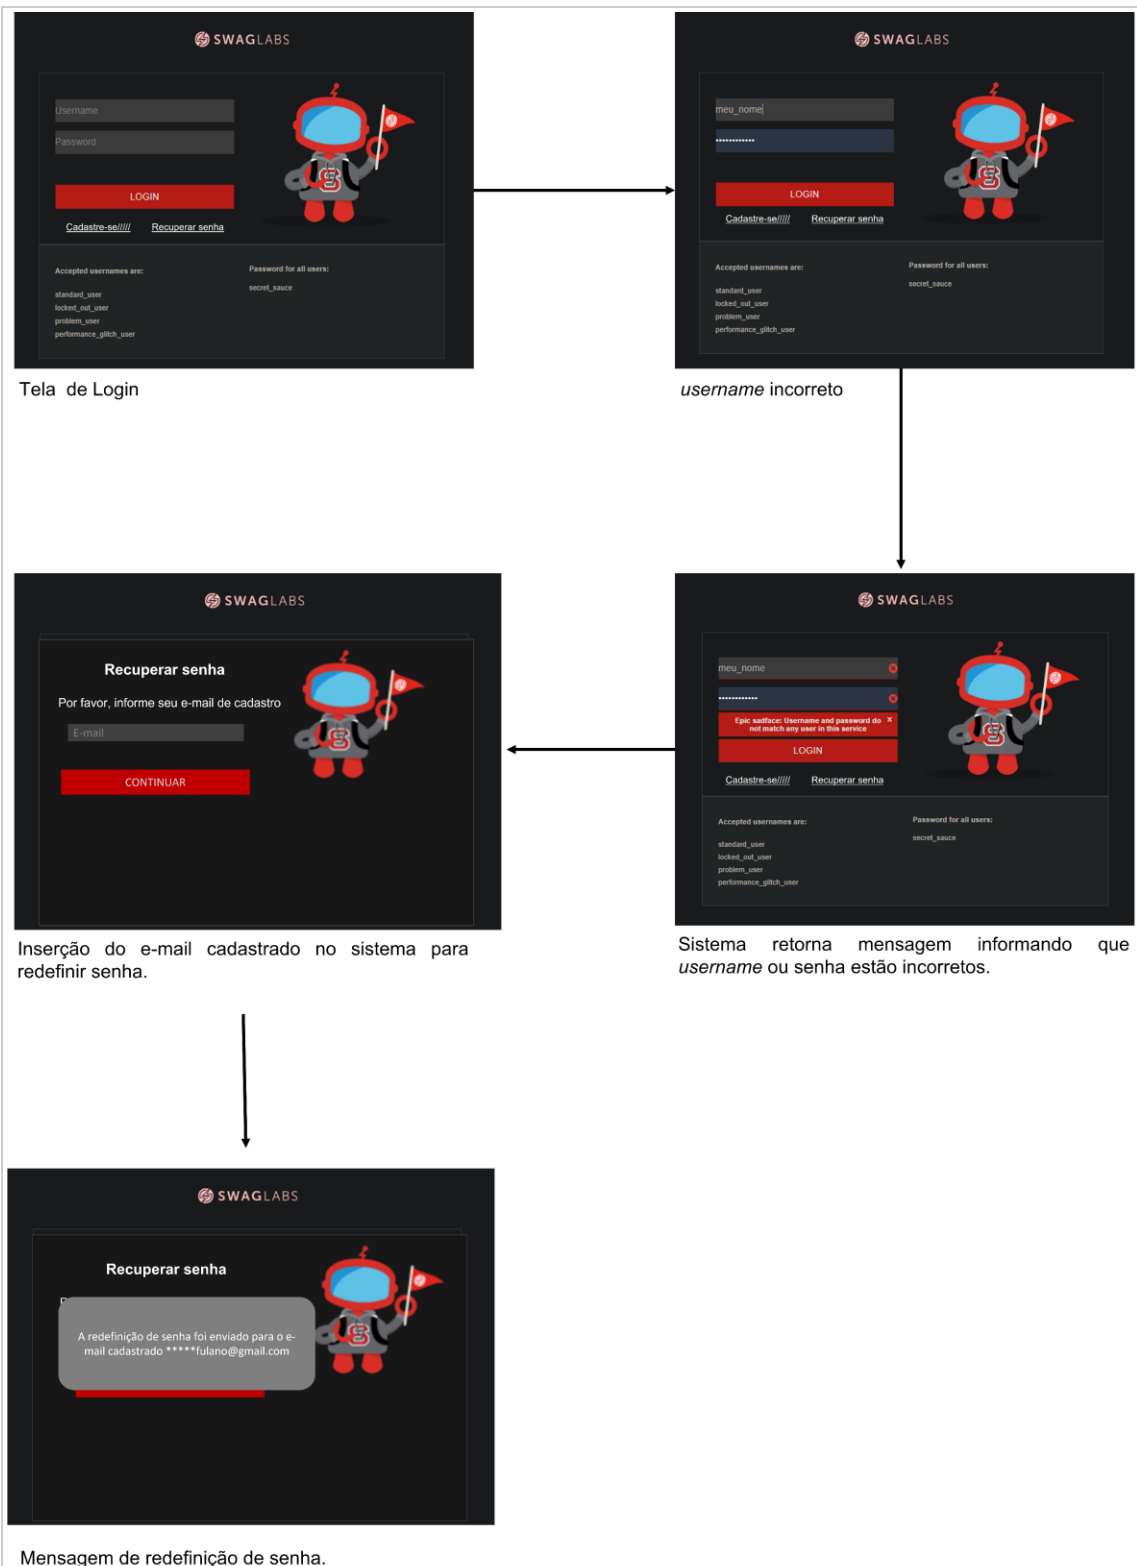 SWAGLABS
Username
Password
LOGIN
Cadastre-se///// Recuperar senha
Accepted usernames are:
standard_user
locked_out_user
problem_user
performance_glitch_user
Password for all users:
secret_sauce
Tela de Login
SWAGLABS
meu_nome
••••••••••••
LOGIN
Cadastre-se///// Recuperar senha
Accepted usernames are:
standard_user
locked_out_user
problem_user
performance_glitch_user
Password for all users:
secret_sauce
username incorreto
SWAGLABS
meu_nome
••••••••••••
Epic sadface: Username and password do
not match any user in this service
x
LOGIN
Cadastre-se///// Recuperar senha
Accepted usernames are:
standard_user
locked_out_user
problem_user
performance_glitch_user
Password for all users:
secret_sauce
Sistema retorna mensagem informando que
username ou senha estão incorretos.
SWAGLABS
Recuperar senha
Por favor, informe seu e-mail de cadastro
E-mail
CONTINUAR
Inserção do e-mail cadastrado no sistema para
redefinir senha.
SWAGLABS
Recuperar senha
A redefinição de senha foi enviado para o e-
mail cadastrado *****fulano@gmail.com
Mensagem de redefinição de senha.